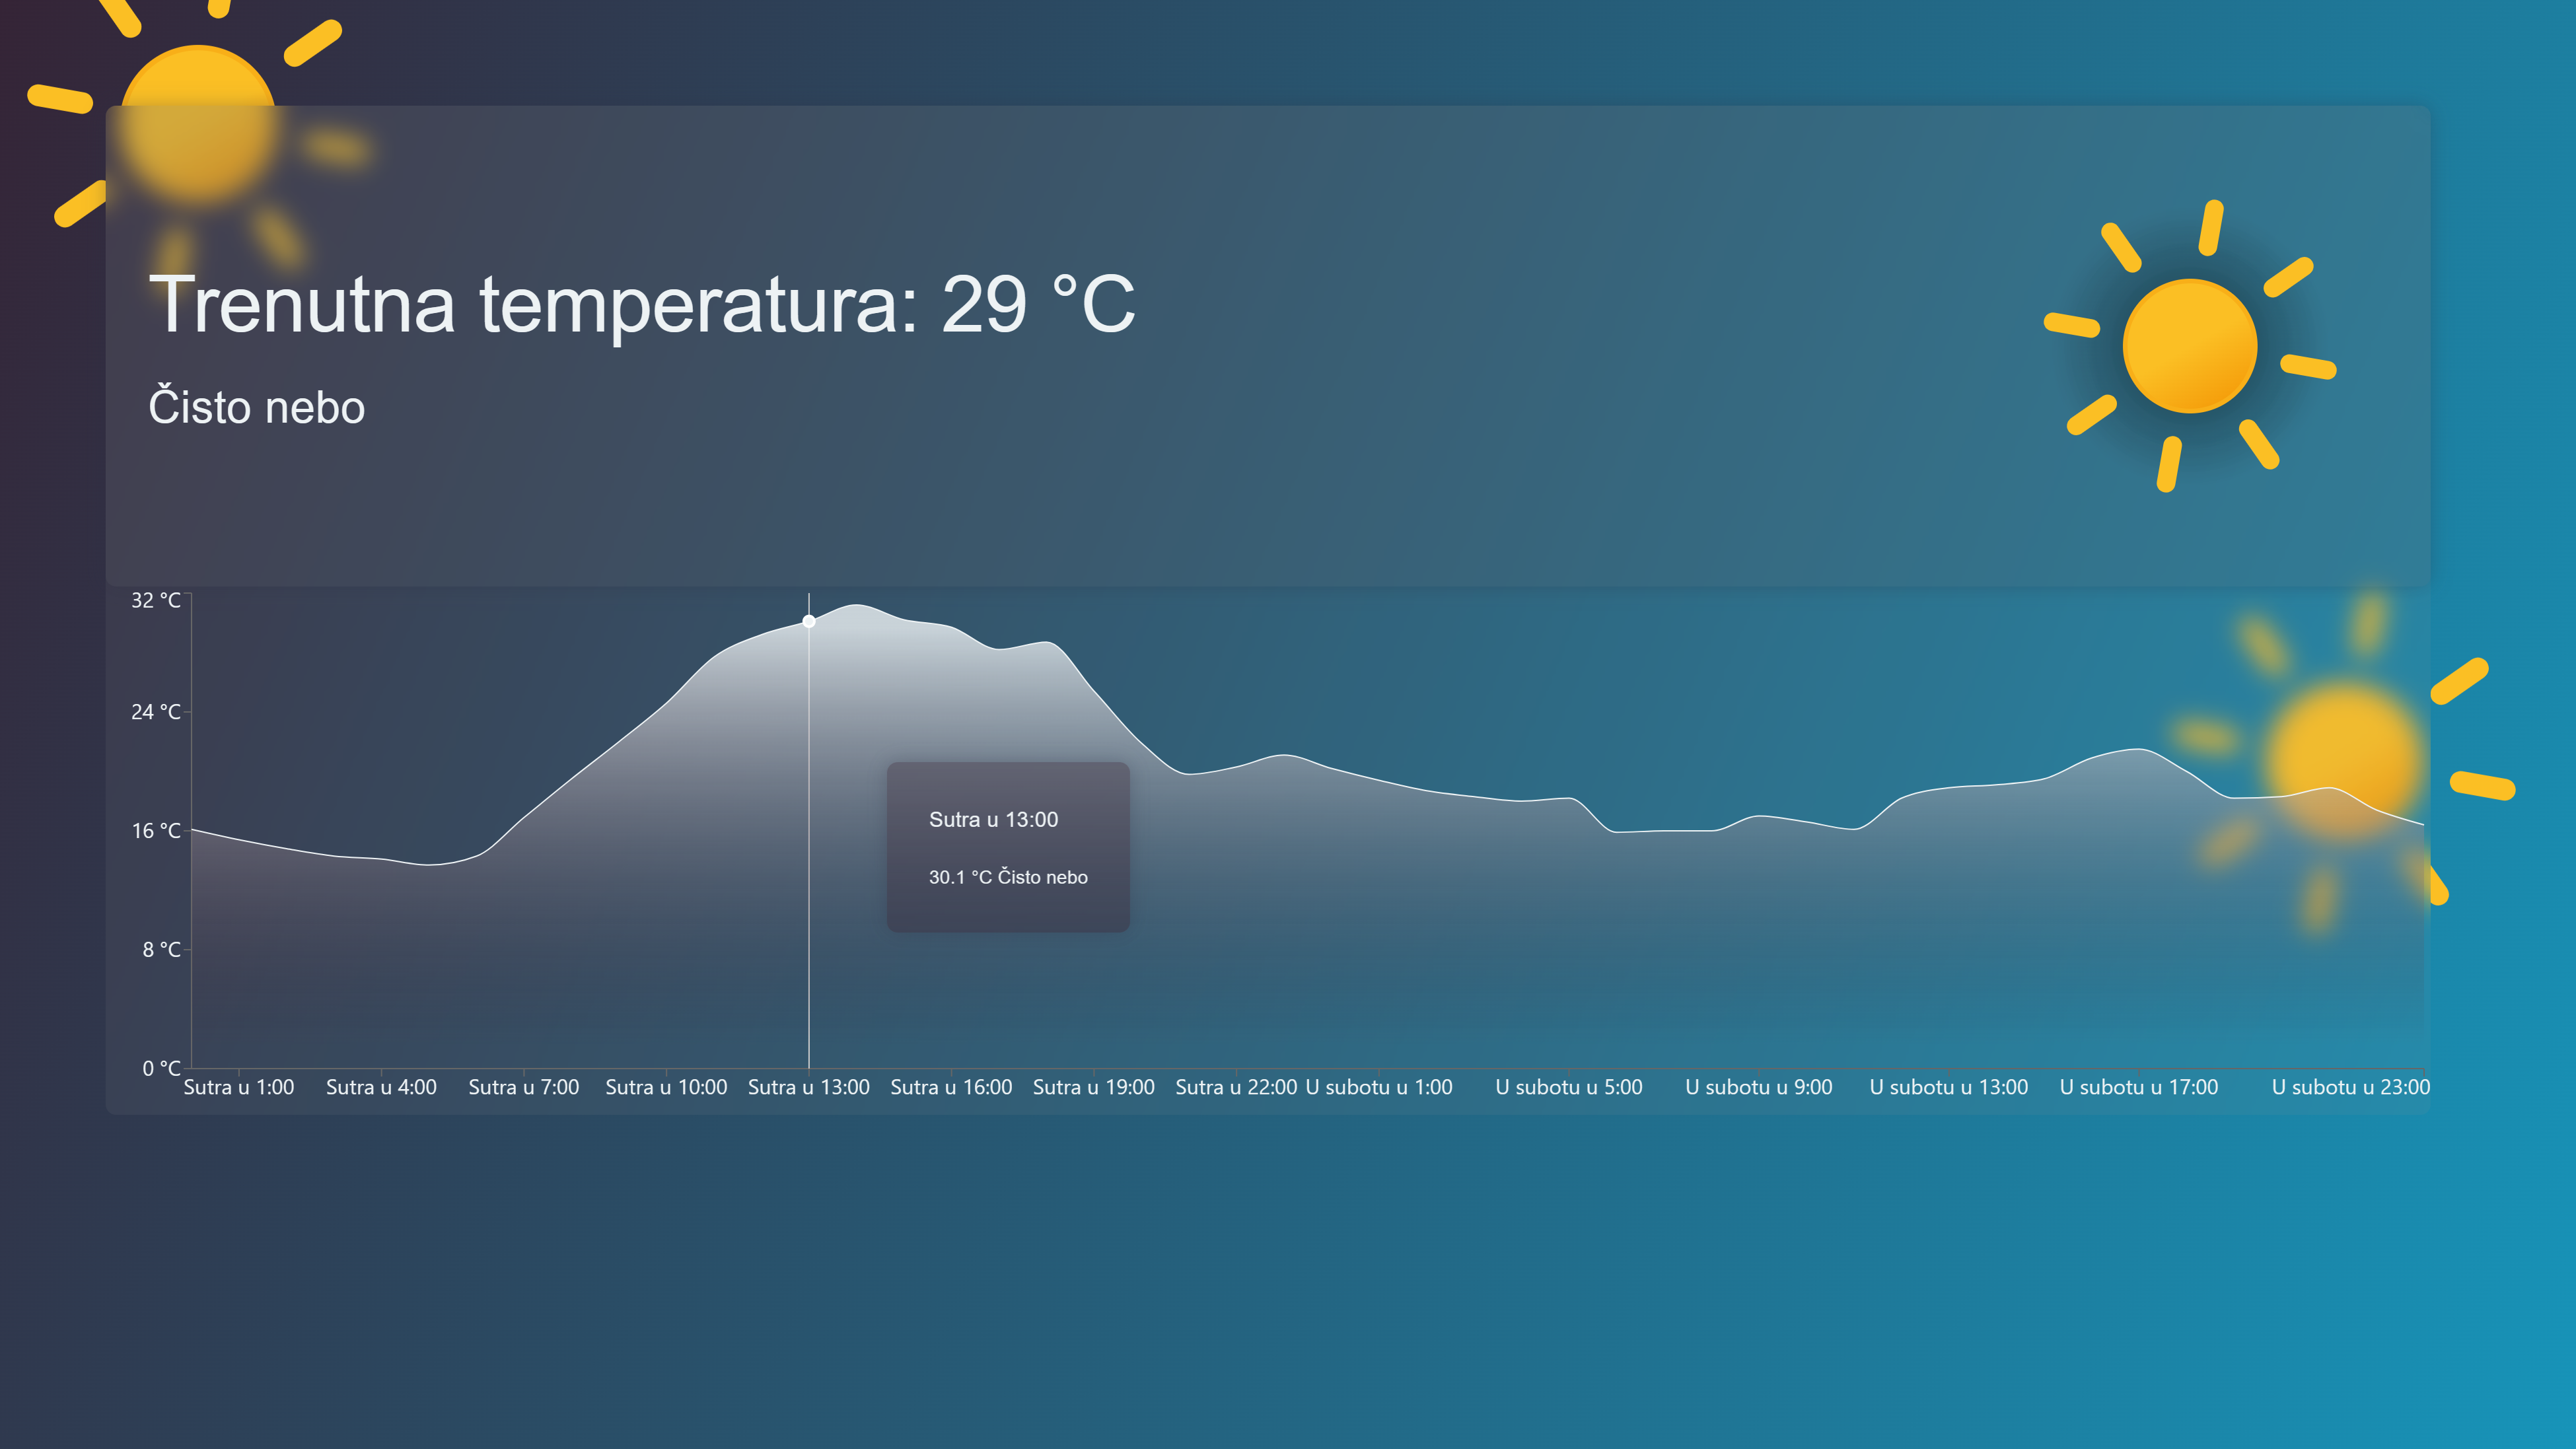 Trenutna temperatura: 29 °C
Čisto nebo
32 °C
24 °C
16 °C
8 °C
0 °C
Sutra u 13:00
30.1 °C Čisto nebo
Sutra u 1:00 Sutra u 4:00 Sutra u 7:00 Sutra u 10:00 Sutra u 13:00 Sutra u 16:00 Sutra u 19:00 Sutra u 22:00 U subotu u 1:00 U subotu u 5:00 U subotu u 9:00 U subotu u 13:00 U subotu u 17:00 U subotu u 23:00